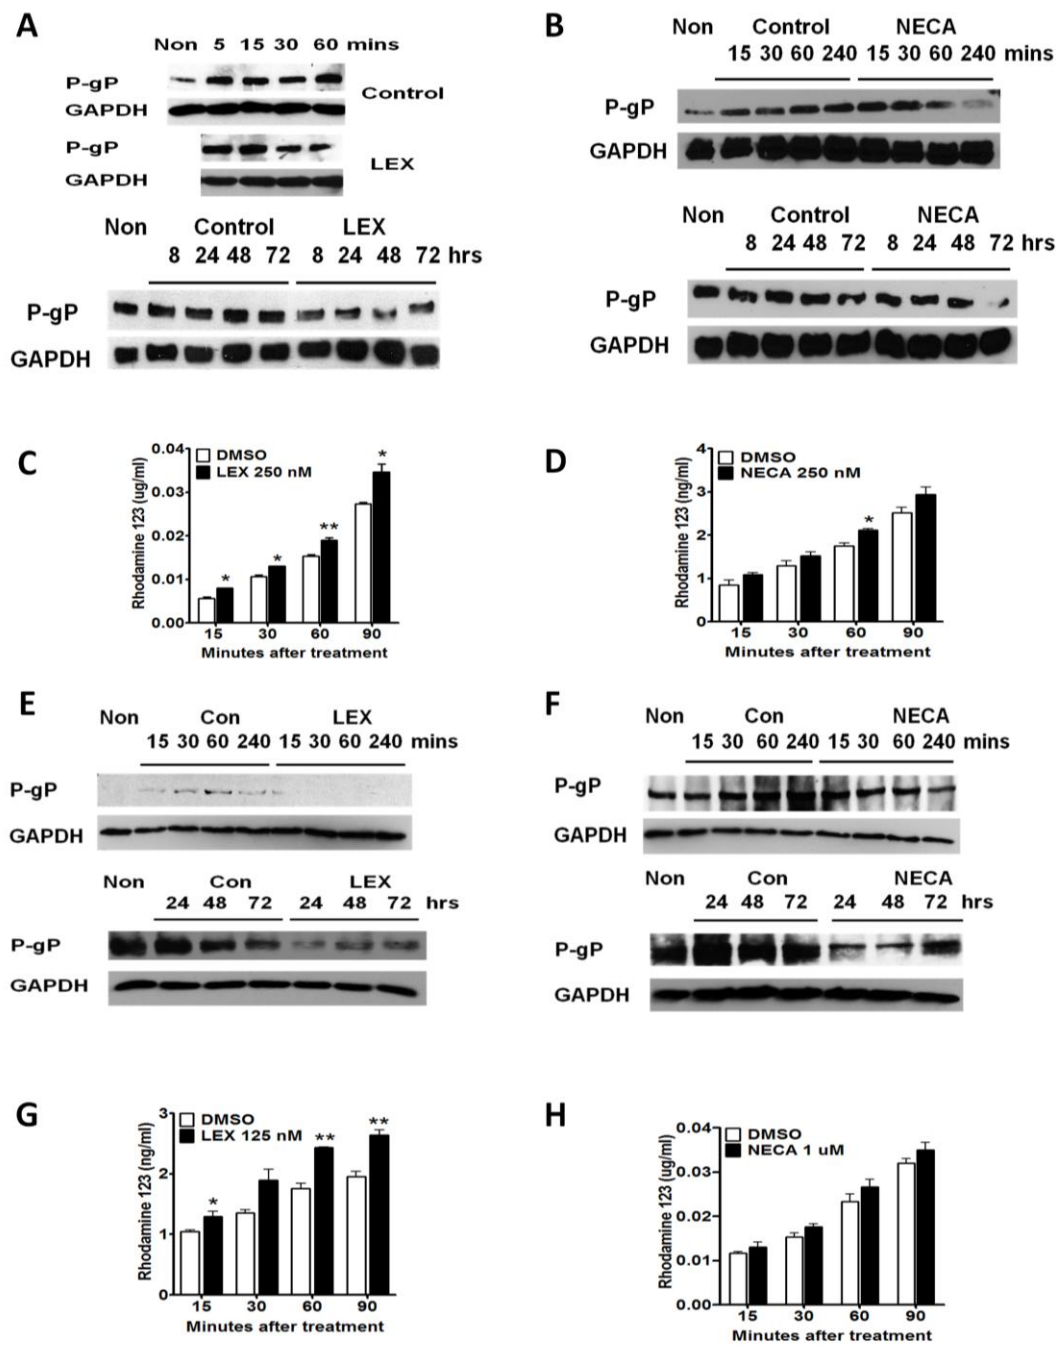 A
Non 5 15 30 60 mins
P-gP
Control
GAPDH
P-gP
LEX
GAPDH
Non Control LEX
8 24 48 72 8 24 48 72 hrs
P-gP
GAPDH
B
Non Control NECA
15 30 60 240 15 30 60 240 mins
P-gP
GAPDH
Non Control NECA
8 24 48 72 8 24 48 72 hrs
P-gP
GAPDH
C
Rhodamine 123 (ug/ml)
0.04
0.03
0.02
0.01
0.00
DMSO
LEX 250 nM
* * ** *
15 30 60 90
Minutes after treatment
D
Rhodamine 123 (ng/ml)
4
3
2
1
0
DMSO
NECA 250 nM
*
15 30 60 90
Minutes after treatment
E
Non Con LEX
15 30 60 240 15 30 60 240 mins
P-gP
GAPDH
Non Con LEX
24 48 72 24 48 72 hrs
P-gP
GAPDH
F
Non Con NECA
15 30 60 240 15 30 60 240 mins
P-gP
GAPDH
Non Con NECA
24 48 72 24 48 72 hrs
P-gP
GAPDH
G
Rhodamine 123 (ng/ml)
3
2
1
0
DMSO
LEX 125 nM
* ** **
15 30 60 90
Minutes after treatment
H
Rhodamine 123 (ug/ml)
0.04
0.03
0.02
0.01
0.00
DMSO
NECA 1 uM
15 30 60 90
Minutes after treatment